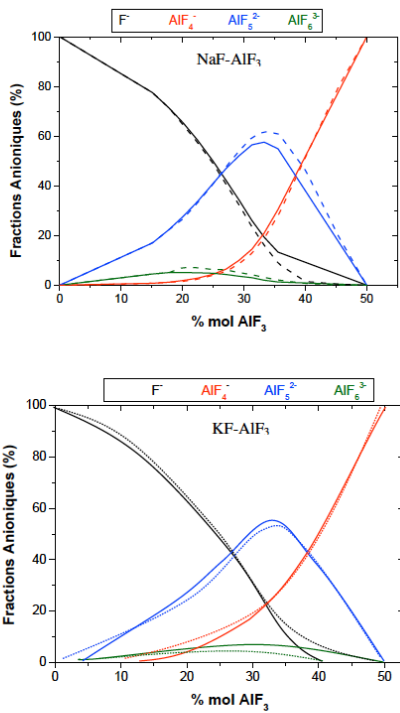 F⁻ AlF₄⁻ AlF₅²⁻ AlF₆³⁻
NaF-AlF₃
Fractions Anioniques (%)
100
80
60
40
20
0
0 10 20 30 40 50
% mol AlF₃
F⁻ AlF₄⁻ AlF₅²⁻ AlF₆³⁻
KF-AlF₃
Fractions Anioniques (%)
100
80
60
40
20
0
0 10 20 30 40 50
% mol AlF₃